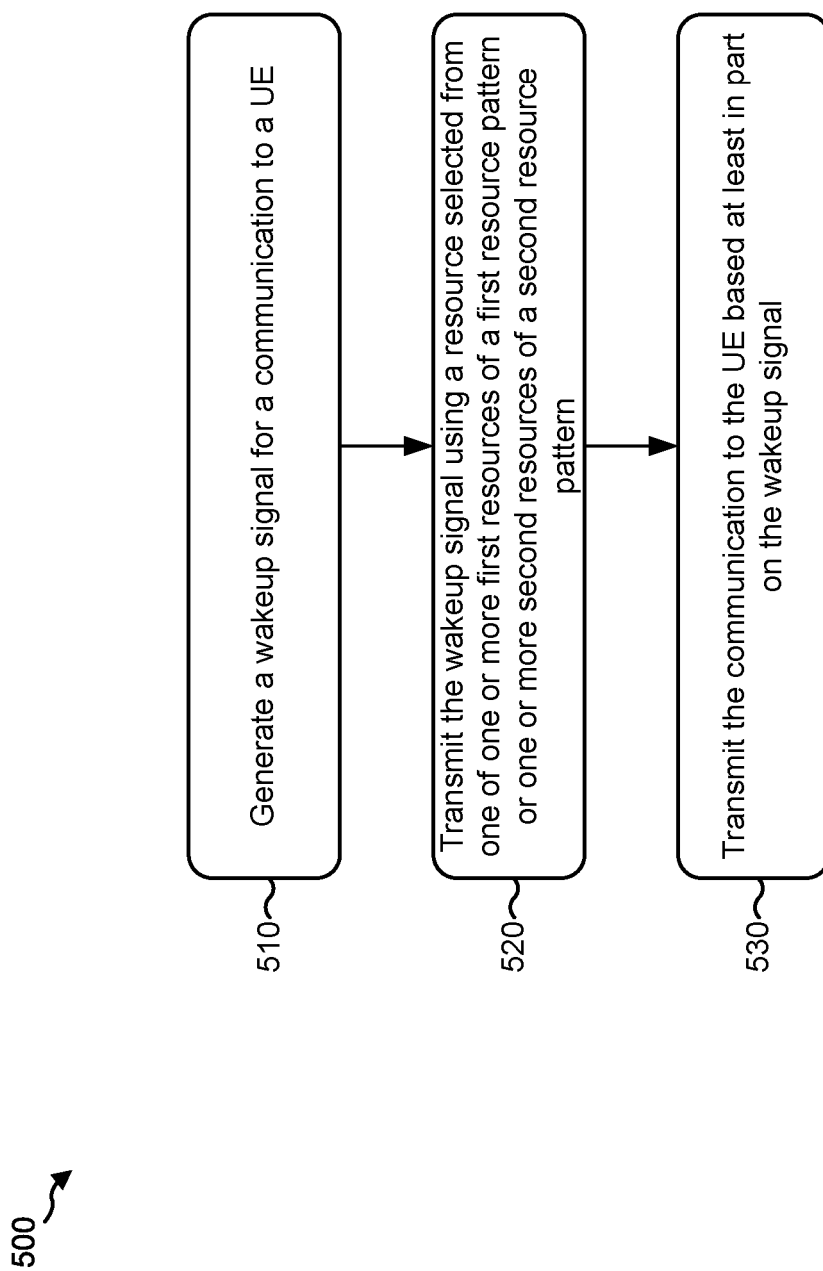 500
510
Generate a wakeup signal for a communication to a UE
520
Transmit the wakeup signal using a resource selected from
one of one or more first resources of a first resource pattern
or one or more second resources of a second resource
pattern
530
Transmit the communication to the UE based at least in part
on the wakeup signal